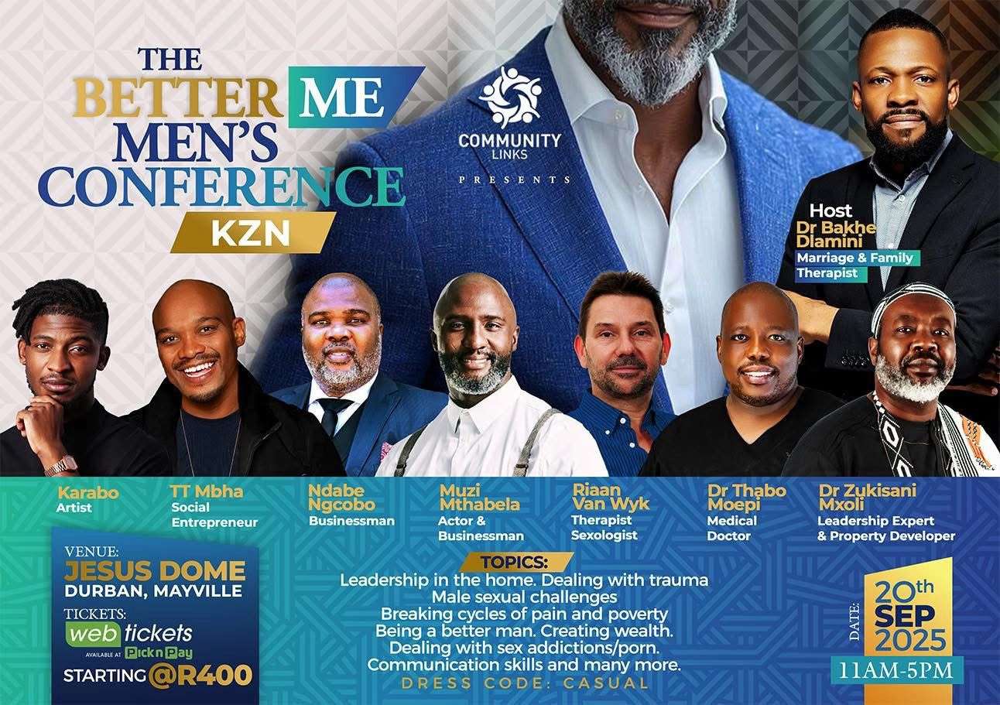 THE
BETTER ME
MEN'S
CONFERENCE
KZN
COMMUNITY
LINKS
PRESENTS
Host
Dr Bakhe
Dlamini
Marriage & Family
Therapist
Karabo
Artist
TT Mbha
Social
Entrepreneur
Ndabe
Ngcobo
Businessman
Muzi
Mthabela
Actor &
Businessman
Riaan
Van Wyk
Therapist
Sexologist
Dr Thabo
Moepi
Medical
Doctor
Dr Zukisani
Mxoli
Leadership Expert
& Property Developer
VENUE:
JESUS DOME
DURBAN, MAYVILLE
TICKETS:
webtickets
AVAILABLE AT Pick n Pay
STARTING @R400
TOPICS:
Leadership in the home. Dealing with trauma
Male sexual challenges
Breaking cycles of pain and poverty
Being a better man. Creating wealth.
Dealing with sex addictions/porn.
Communication skills and many more.
DRESS CODE: CASUAL
DATE:
20th
SEP
2025
11AM-5PM